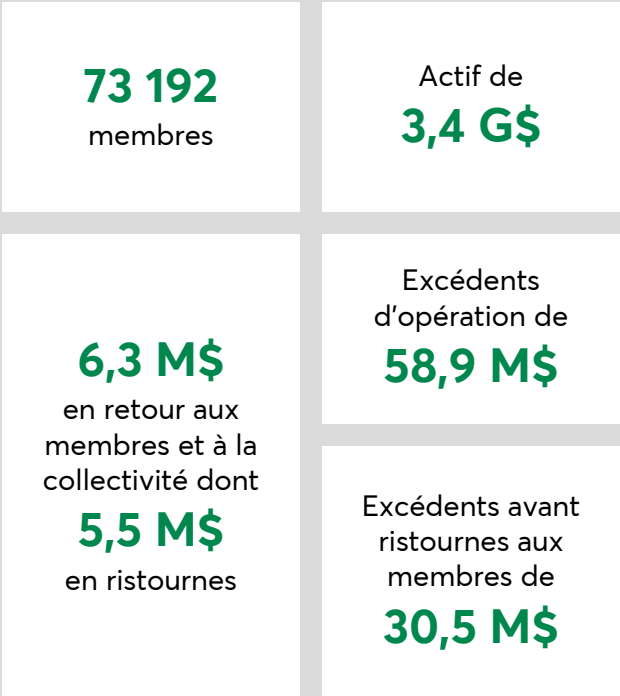 73 192
membres
Actif de
3,4 G$
6,3 M$
en retour aux
membres et à la
collectivité dont
5,5 M$
en ristournes
Excédents
d'opération de
58,9 M$
Excédents avant
ristournes aux
membres de
30,5 M$